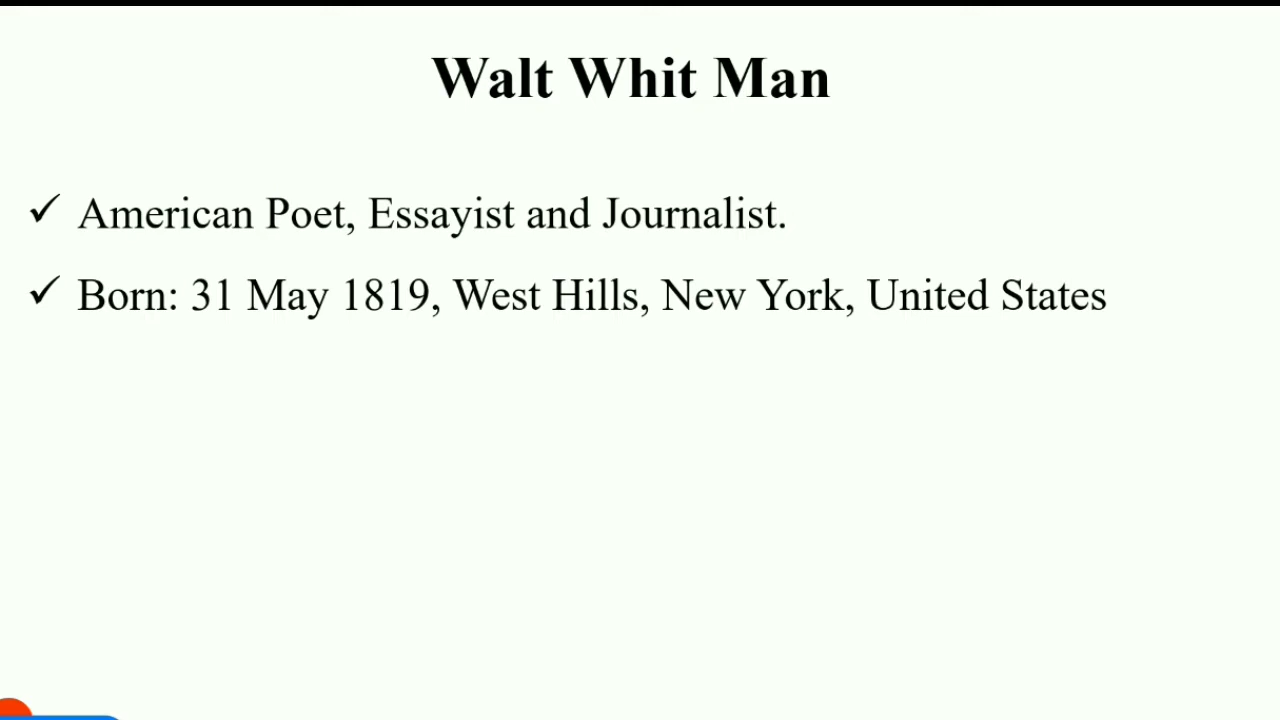 Walt Whit Man
✓ American Poet, Essayist and Journalist.
✓ Born: 31 May 1819, West Hills, New York, United States